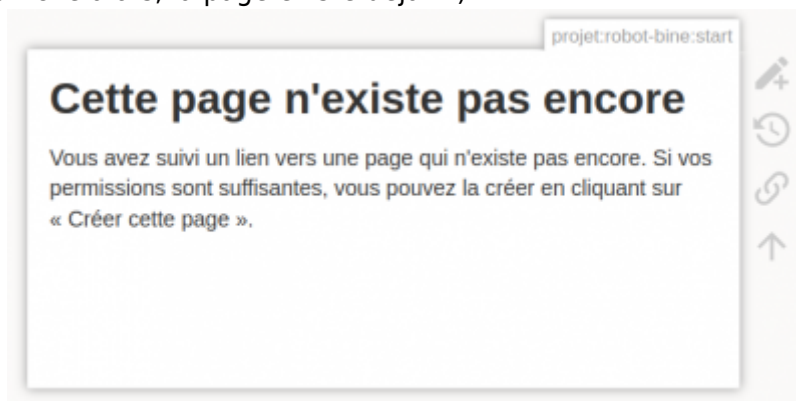 projet:robot-bine:start
Cette page n'existe pas encore
Vous avez suivi un lien vers une page qui n'existe pas encore. Si vos
permissions sont suffisantes, vous pouvez la créer en cliquant sur
« Créer cette page ».